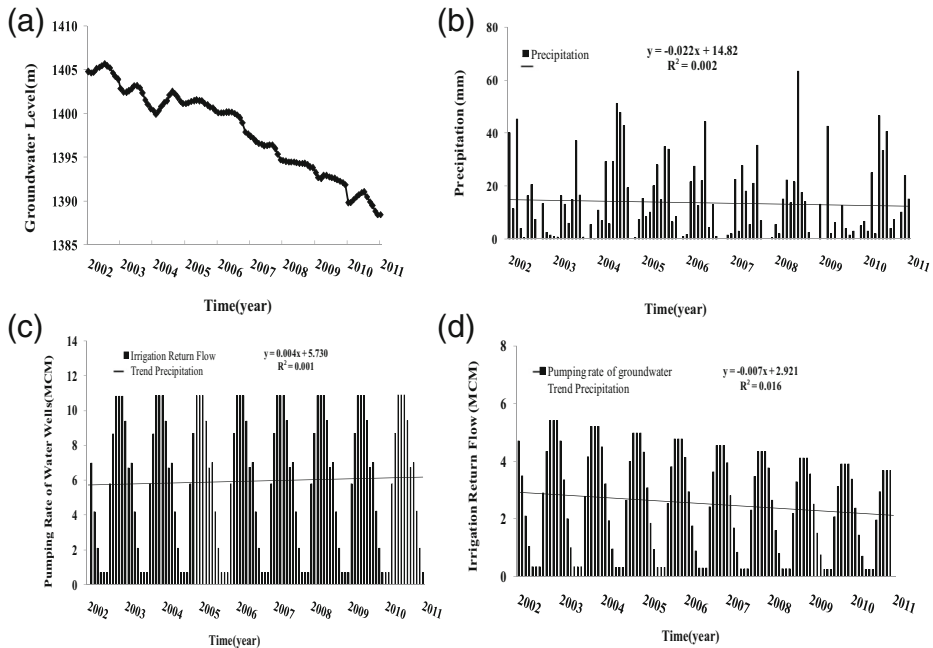 (a)
1410
1405
1400
1395
1390
1385
Groundwater Level(m)
2002 2003 2004 2005 2006 2007 2008 2009 2010 2011
Time(year)
(b)
80
60
40
20
0
Precipitation (mm)
Precipitation
y = -0.022x + 14.82
R² = 0.002
2002 2003 2004 2005 2006 2007 2008 2009 2010 2011
Time(year)
(c)
14
12
10
8
6
4
2
0
Pumping Rate of Water Wells(MCM)
Irrigation Return Flow
Trend Precipitation
y = 0.004x + 5.730
R² = 0.001
2002 2003 2004 2005 2006 2007 2008 2009 2010 2011
Time(year)
(d)
8
6
4
2
0
Irrigation Return Flow (MCM)
Pumping rate of groundwater
Trend Precipitation
y = -0.007x + 2.921
R² = 0.016
2002 2003 2004 2005 2006 2007 2008 2009 2010 2011
Time(year)